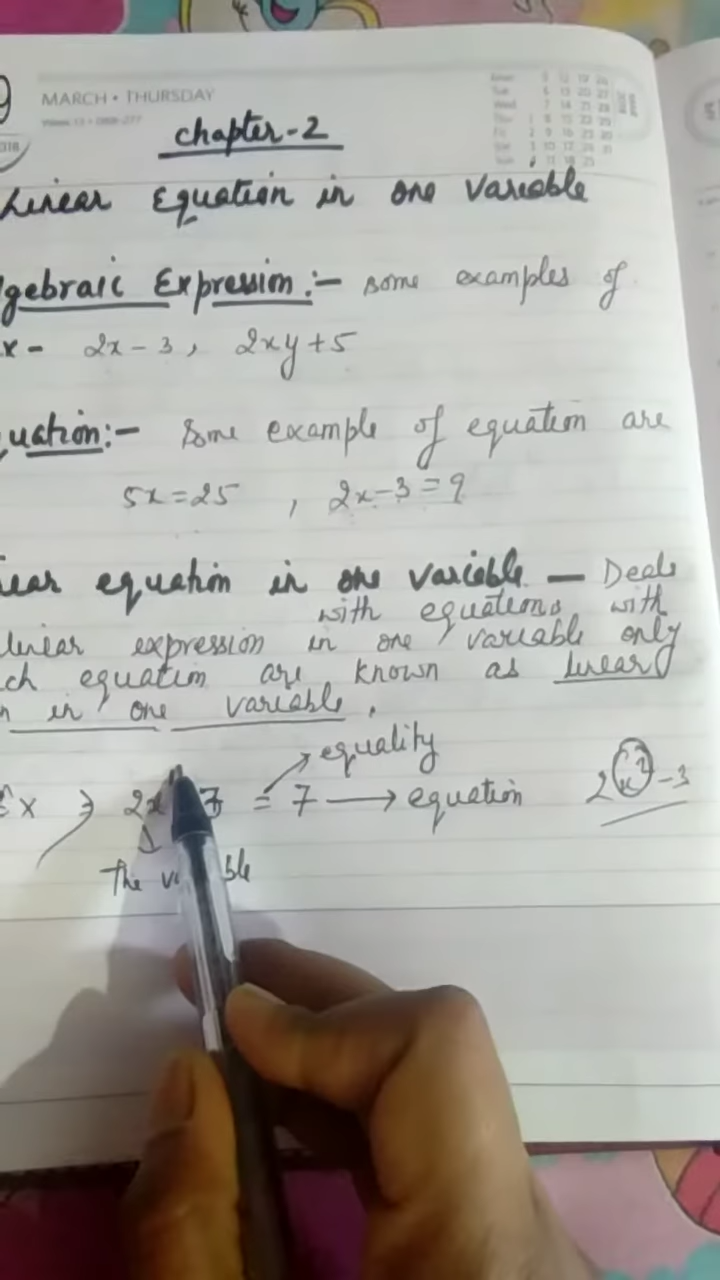 MARCH • THURSDAY
chapter-2
Linear Equation in one Variable
gebraic Expression:- some examples of
x - 2x-3, 2xy+5
uation:- Some example of equation are
5x=25 , 2x-3=9
ear equation in one variable - Deals
with equations with
linear expression in one variable only
ch equation are known as linear
n in one variable.
equality
x 2x = 7 → equation 2x -3
The